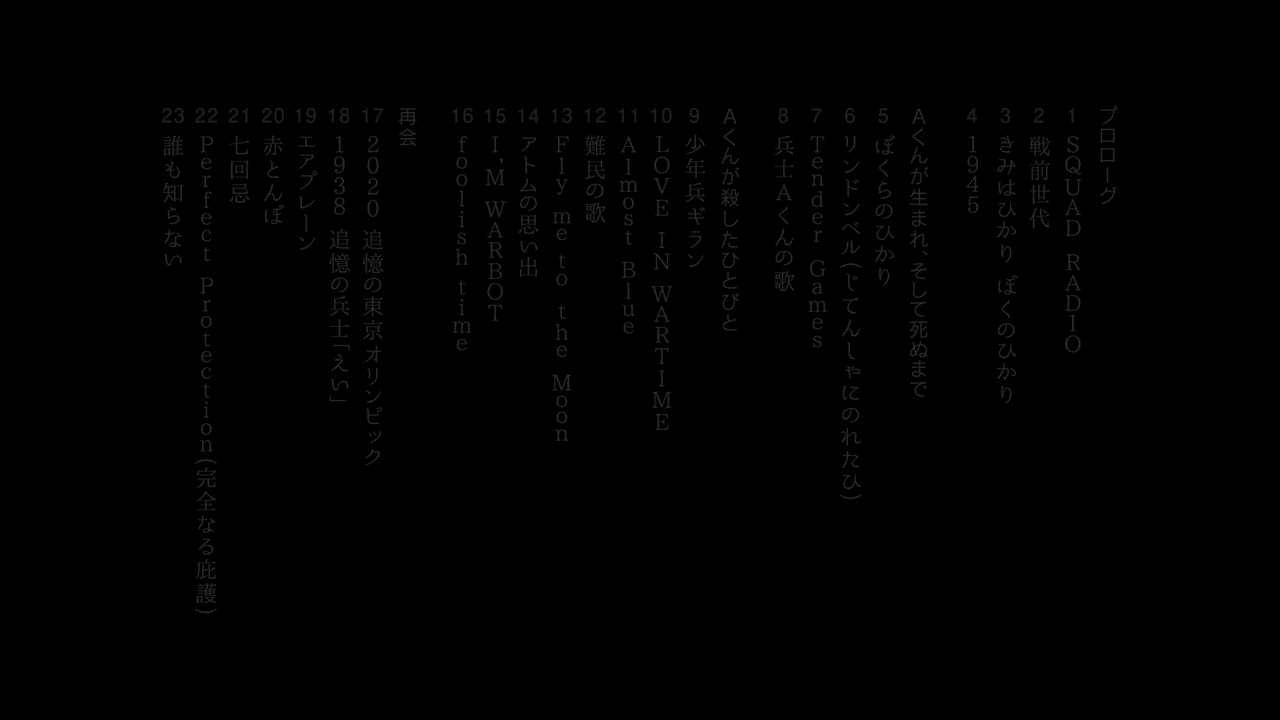 プロローグ
1 SQUAD RADIO
2 戦前世代
3 きみはひかり ぼくのひかり
4 1945
Aくんが生まれ、そして死ぬまで
5 ぼくらのひかり
6 リンドンベル(じてんしゃにのれたひ)
7 Tender Games
8 兵士Aくんの歌
Aくんが殺したひとびと
9 少年兵ギラン
10 LOVE IN WARTIME
11 Almost Blue
12 難民の歌
13 Fly me to the Moon
14 アトムの思い出
15 I,M WARBOT
16 foolish time
再会
17 2020 追憶の東京オリンピック
18 1938 追憶の兵士「えい」
19 エアプレーン
20 赤とんぼ
21 七回忌
22 Perfect Protection(完全なる庇護)
23 誰も知らない